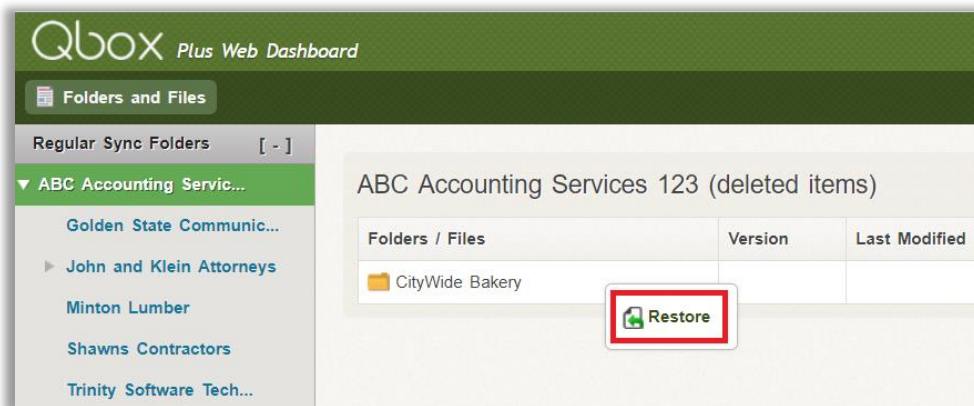 Qbox Plus Web Dashboard
Folders and Files
Regular Sync Folders [ - ]
ABC Accounting Servic...
Golden State Communic...
John and Klein Attorneys
Minton Lumber
Shawns Contractors
Trinity Software Tech...
ABC Accounting Services 123 (deleted items)
Folders / Files Version Last Modified
CityWide Bakery
Restore